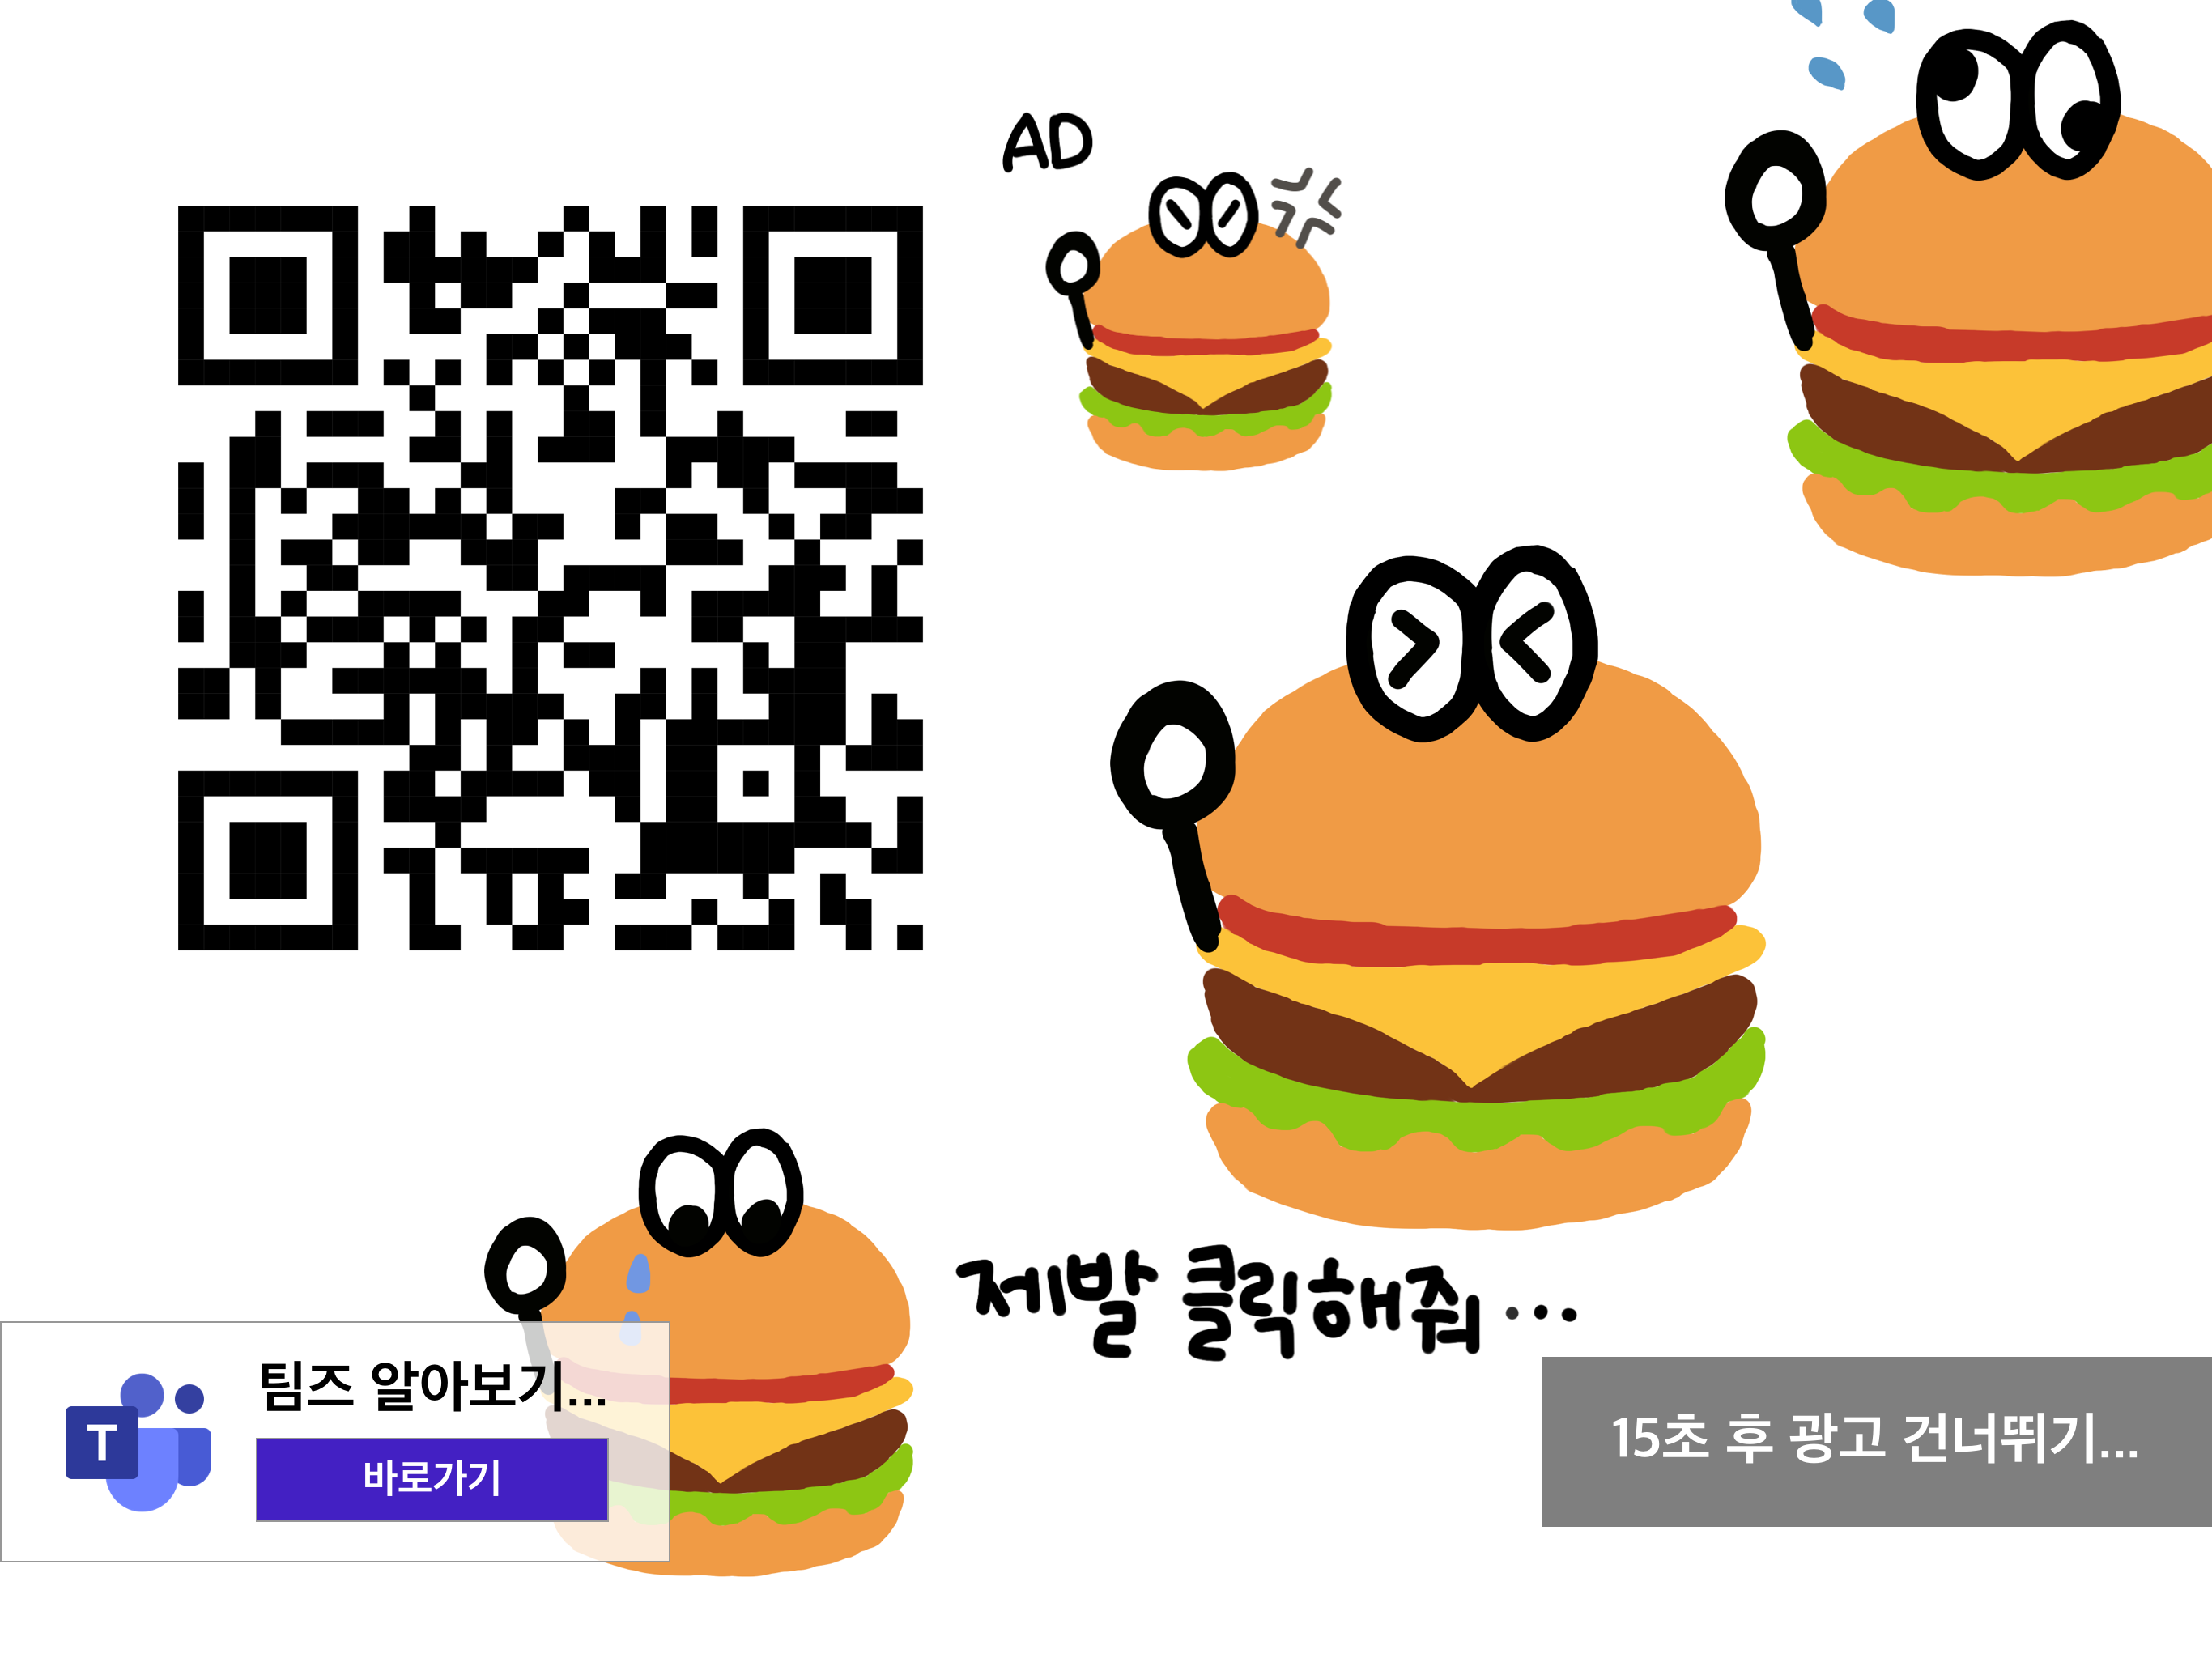 AD
제발 클릭해줘...
팀즈 알아보기...
T
바로가기
15초 후 광고 건너뛰기...